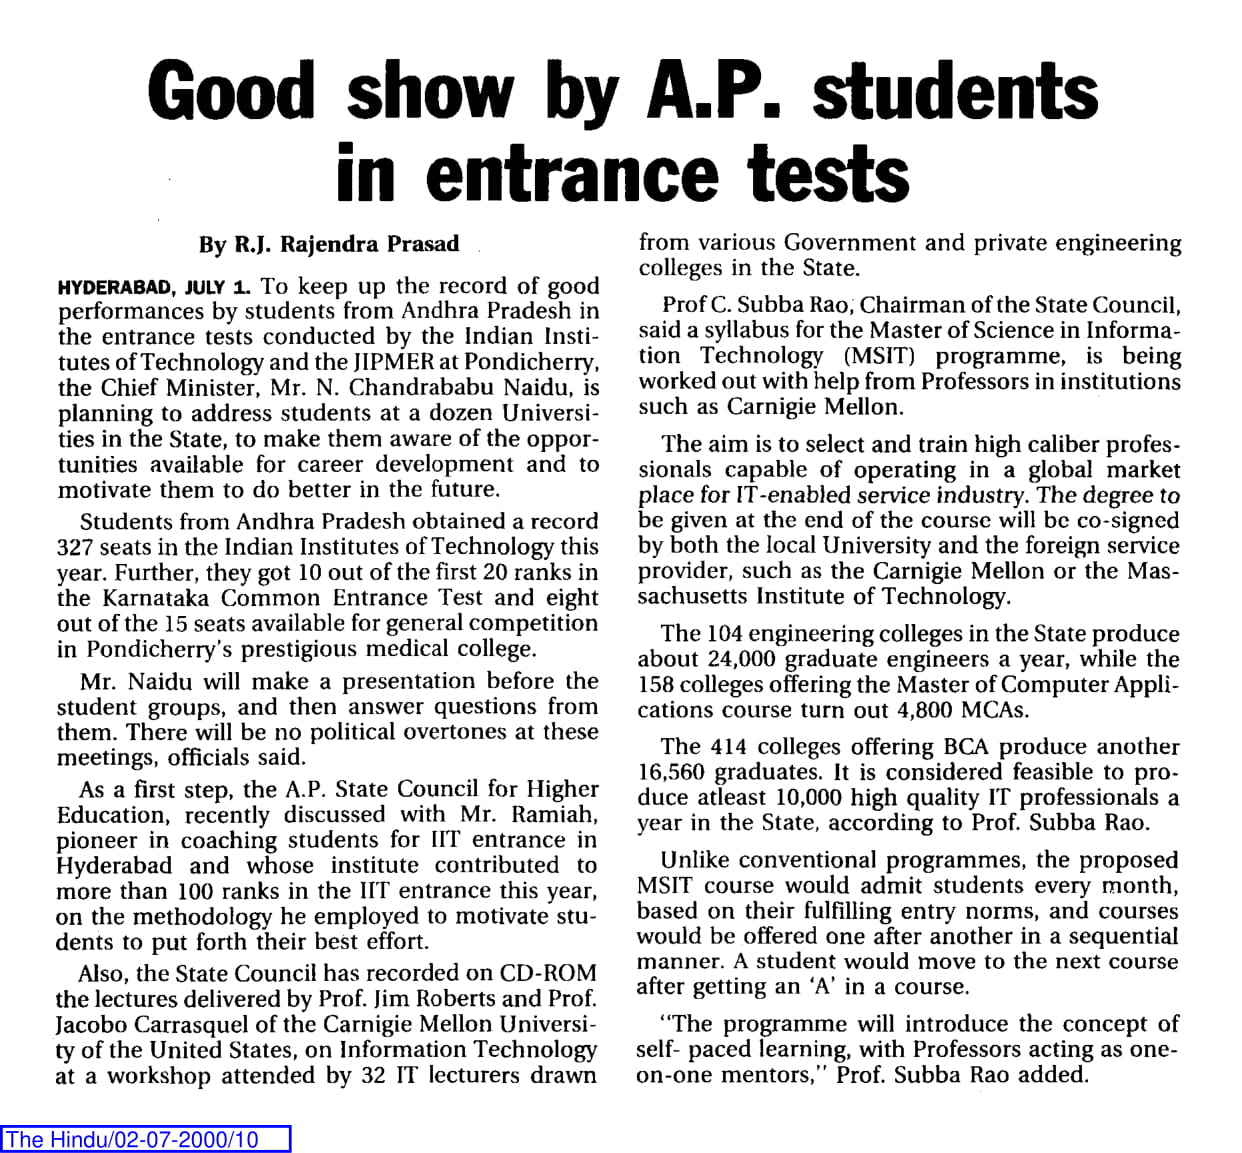 Good show by A.P. students
in entrance tests
By R.J. Rajendra Prasad
HYDERABAD, JULY 1. To keep up the record of good
performances by students from Andhra Pradesh in
the entrance tests conducted by the Indian Insti-
tutes of Technology and the JIPMER at Pondicherry,
the Chief Minister, Mr. N. Chandrababu Naidu, is
planning to address students at a dozen Universi-
ties in the State, to make them aware of the oppor-
tunities available for career development and to
motivate them to do better in the future.
Students from Andhra Pradesh obtained a record
327 seats in the Indian Institutes of Technology this
year. Further, they got 10 out of the first 20 ranks in
the Karnataka Common Entrance Test and eight
out of the 15 seats available for general competition
in Pondicherry's prestigious medical college.
Mr. Naidu will make a presentation before the
student groups, and then answer questions from
them. There will be no political overtones at these
meetings, officials said.
As a first step, the A.P. State Council for Higher
Education, recently discussed with Mr. Ramiah,
pioneer in coaching students for IIT entrance in
Hyderabad and whose institute contributed to
more than 100 ranks in the IIT entrance this year,
on the methodology he employed to motivate stu-
dents to put forth their best effort.
Also, the State Council has recorded on CD-ROM
the lectures delivered by Prof. Jim Roberts and Prof.
Jacobo Carrasquel of the Carnigie Mellon Universi-
ty of the United States, on Information Technology
at a workshop attended by 32 IT lecturers drawn
from various Government and private engineering
colleges in the State.
Prof C. Subba Rao, Chairman of the State Council,
said a syllabus for the Master of Science in Informa-
tion Technology (MSIT) programme, is being
worked out with help from Professors in institutions
such as Carnigie Mellon.
The aim is to select and train high caliber profes-
sionals capable of operating in a global market
place for IT-enabled service industry. The degree to
be given at the end of the course will be co-signed
by both the local University and the foreign service
provider, such as the Carnigie Mellon or the Mas-
sachusetts Institute of Technology.
The 104 engineering colleges in the State produce
about 24,000 graduate engineers a year, while the
158 colleges offering the Master of Computer Appli-
cations course turn out 4,800 MCAs.
The 414 colleges offering BCA produce another
16,560 graduates. It is considered feasible to pro-
duce atleast 10,000 high quality IT professionals a
year in the State, according to Prof. Subba Rao.
Unlike conventional programmes, the proposed
MSIT course would admit students every month,
based on their fulfilling entry norms, and courses
would be offered one after another in a sequential
manner. A student would move to the next course
after getting an 'A' in a course.
"The programme will introduce the concept of
self- paced learning, with Professors acting as one-
on-one mentors," Prof. Subba Rao added.
The Hindu/02-07-2000/10